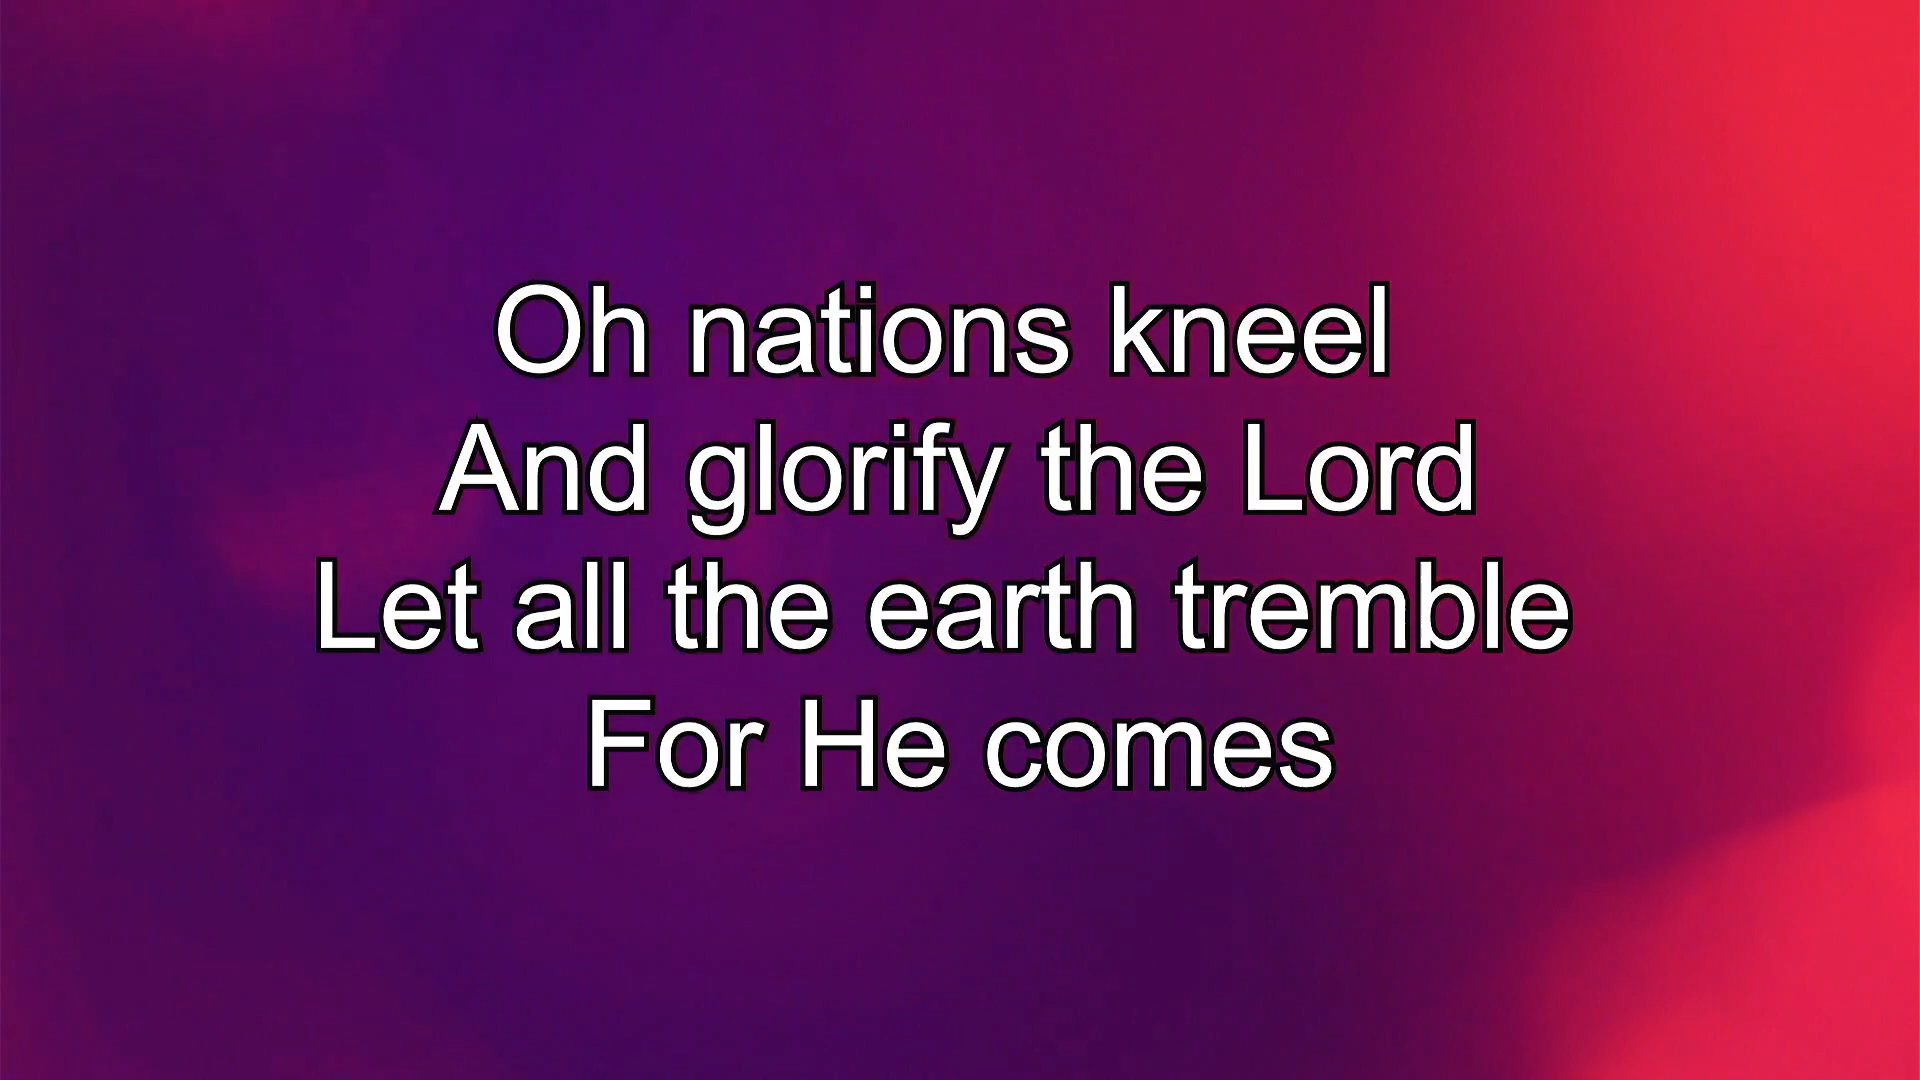 Oh nations kneel
And glorify the Lord
Let all the earth tremble
For He comes